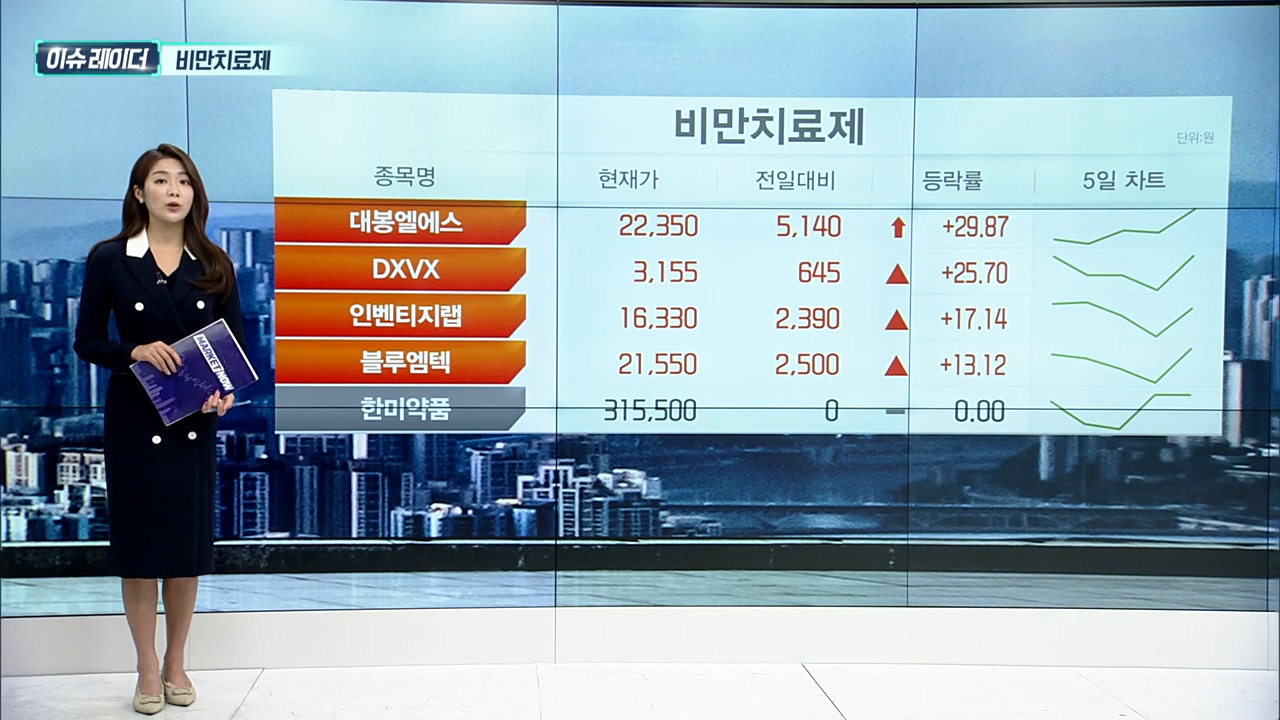 이슈 레이더 비만치료제
비만치료제
단위:원
종목명 현재가 전일대비 등락률 5일 차트
대봉엘에스 22,350 5,140 +29.87
DXVX 3,155 645 ▲ +25.70
인벤티지랩 16,330 2,390 ▲ +17.14
블루엠텍 21,550 2,500 ▲ +13.12
한미약품 315,500 0 0.00
MARKET NOW